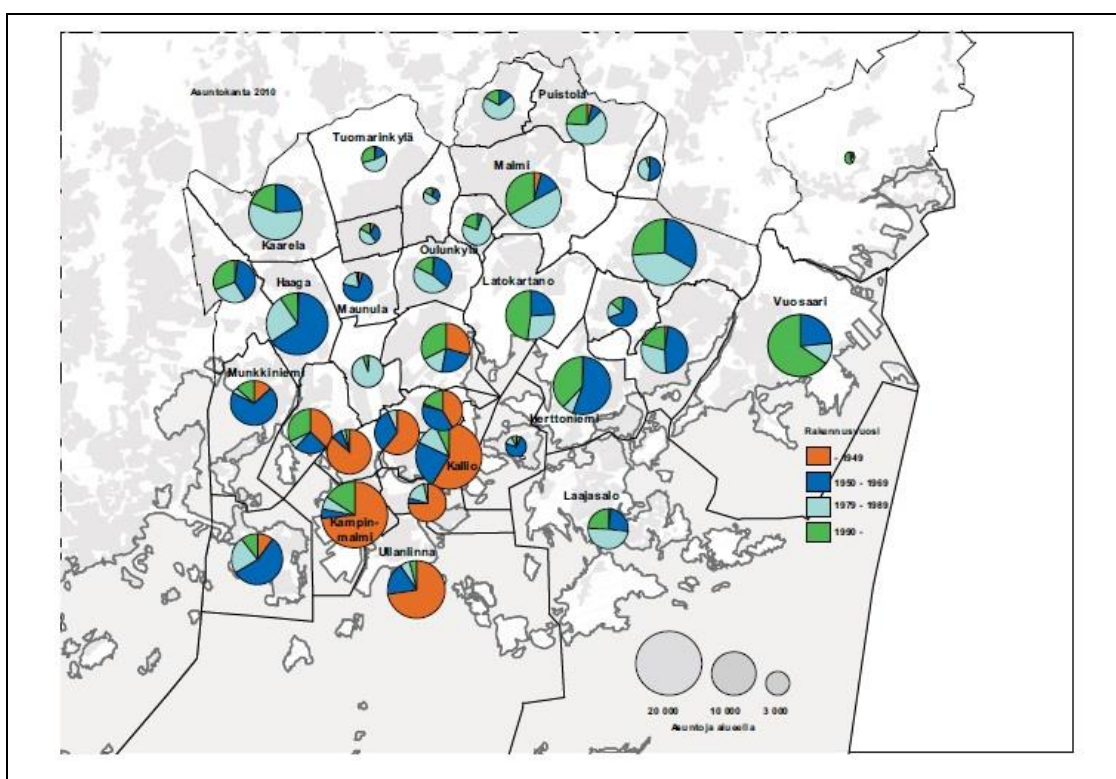 Asuntokanta 2010
Puistola
Tuomarinkylä
Malmi
Kaarela
Oulunkylä
Haaga
Latokartano
Maunula
Vuosaari
Munkkiniemi
Herttoniemi
Rakennusvuosi
- 1949
Kallio
1950 - 1969
Laajasalo
1979 - 1989
Kampin-
malmi
1990 -
Ullanlinna
20 000
10 000
3 000
Asuntoja alueella